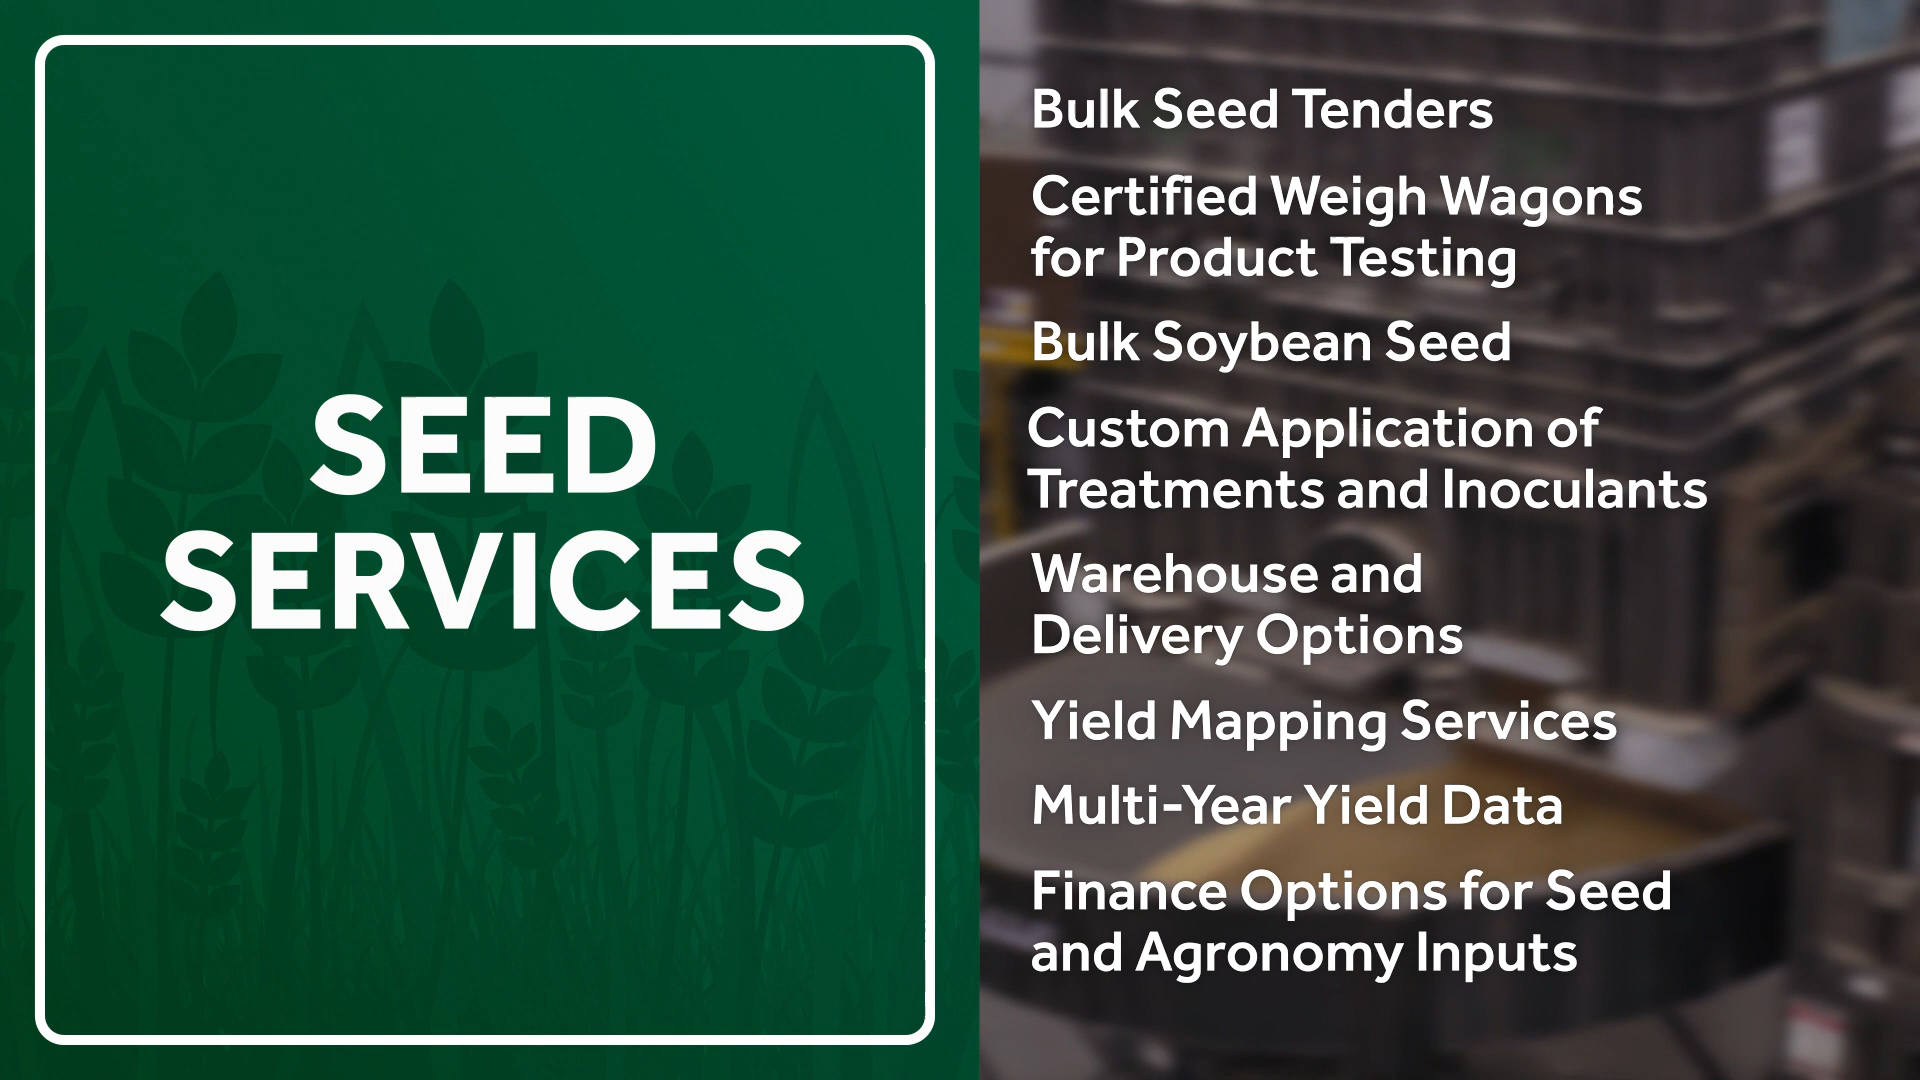 SEED
SERVICES
Bulk Seed Tenders
Certified Weigh Wagons
for Product Testing
Bulk Soybean Seed
Custom Application of
Treatments and Inoculants
Warehouse and
Delivery Options
Yield Mapping Services
Multi-Year Yield Data
Finance Options for Seed
and Agronomy Inputs